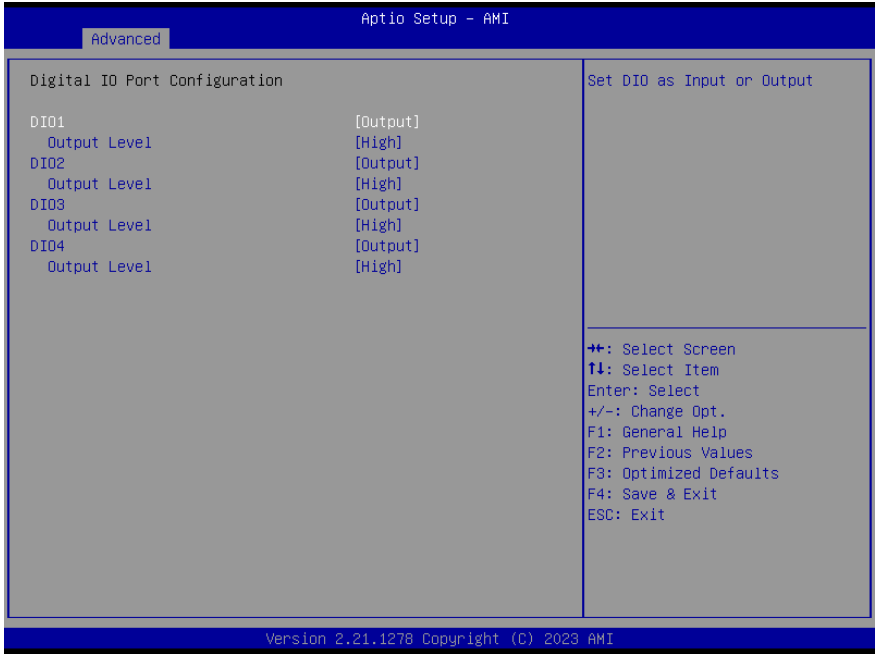 Aptio Setup – AMI
Advanced
Digital IO Port Configuration
DIO1 [Output]
Output Level [High]
DIO2 [Output]
Output Level [High]
DIO3 [Output]
Output Level [High]
DIO4 [Output]
Output Level [High]
Set DIO as Input or Output
→←: Select Screen
↑↓: Select Item
Enter: Select
+/-: Change Opt.
F1: General Help
F2: Previous Values
F3: Optimized Defaults
F4: Save & Exit
ESC: Exit
Version 2.21.1278 Copyright (C) 2023 AMI